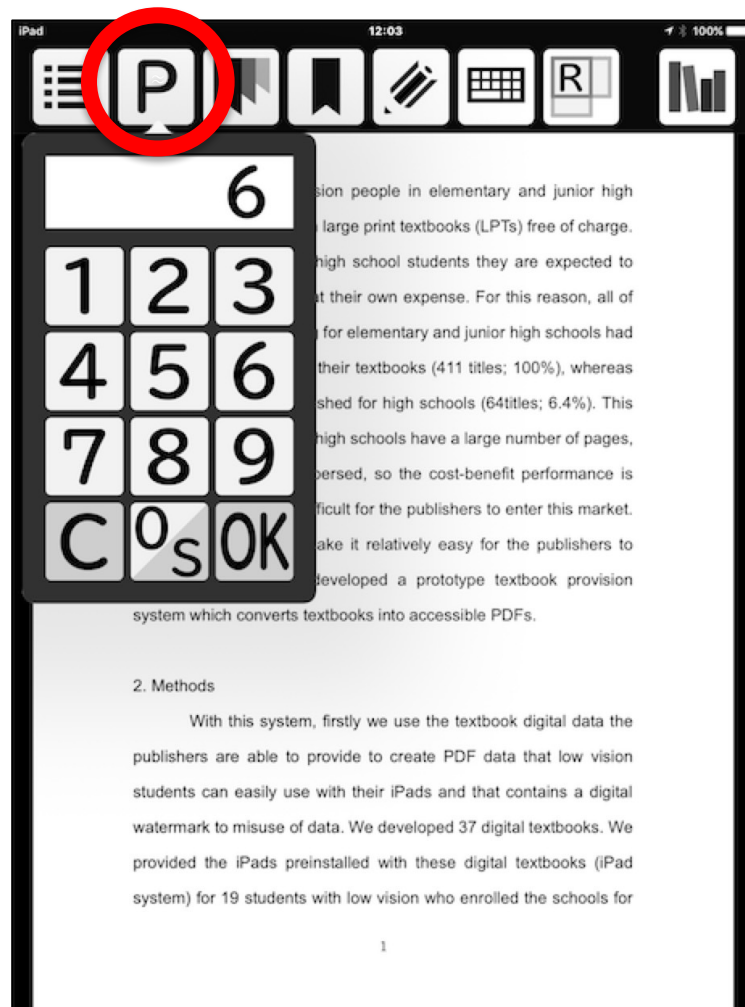 iPad 12:03 100%
P R
6
1 2 3
4 5 6
7 8 9
C 0S OK
sion people in elementary and junior high
large print textbooks (LPTs) free of charge.
high school students they are expected to
at their own expense. For this reason, all of
for elementary and junior high schools had
their textbooks (411 titles; 100%), whereas
shed for high schools (64titles; 6.4%). This
high schools have a large number of pages,
persed, so the cost-benefit performance is
ficult for the publishers to enter this market.
ake it relatively easy for the publishers to
developed a prototype textbook provision
system which converts textbooks into accessible PDFs.
2. Methods
With this system, firstly we use the textbook digital data the
publishers are able to provide to create PDF data that low vision
students can easily use with their iPads and that contains a digital
watermark to misuse of data. We developed 37 digital textbooks. We
provided the iPads preinstalled with these digital textbooks (iPad
system) for 19 students with low vision who enrolled the schools for
1